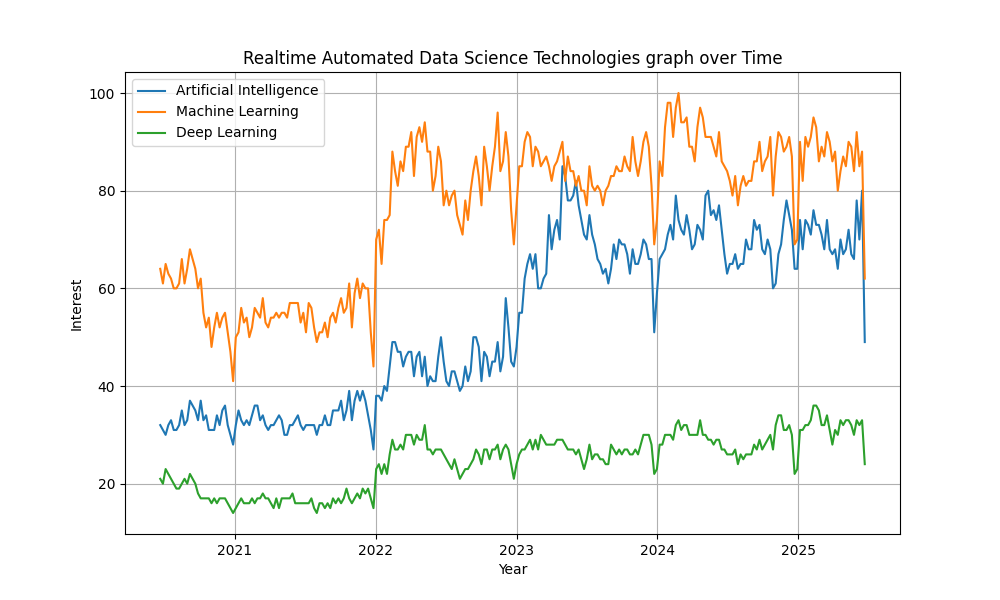 Realtime Automated Data Science Technologies graph over Time
Artificial Intelligence
Machine Learning
Deep Learning
100
80
60
40
20
Interest
2021
2022
2023
2024
2025
Year